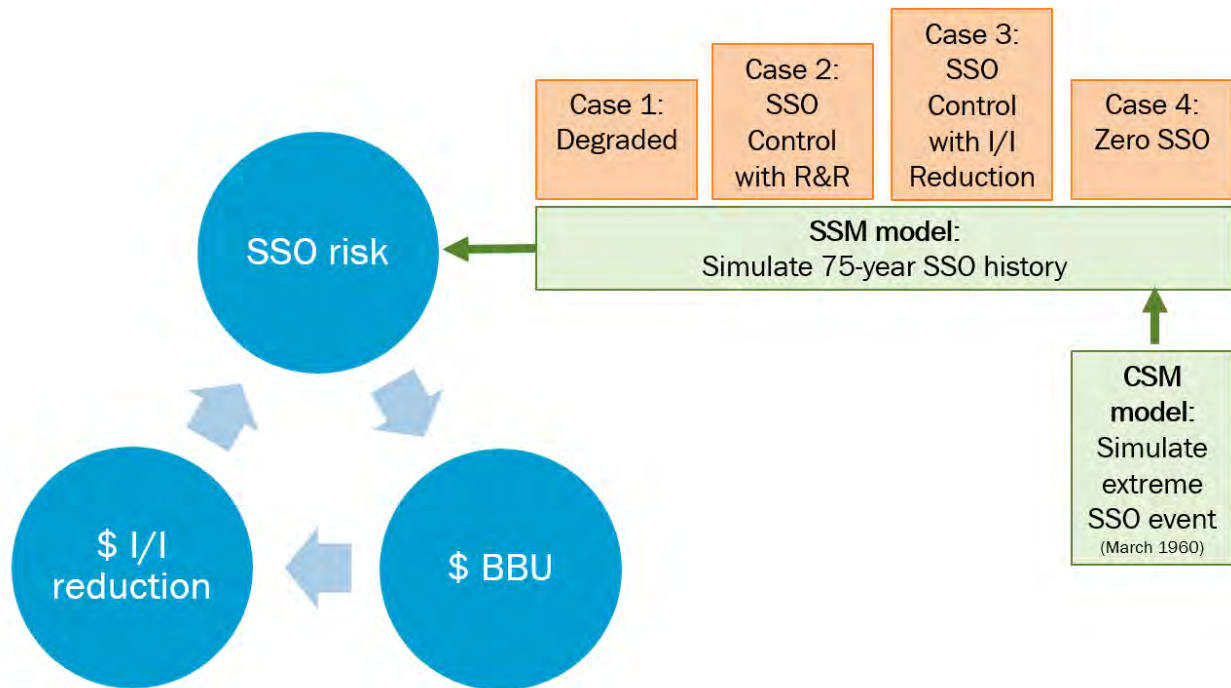 Case 1:
Degraded
Case 2:
SSO
Control
with R&R
Case 3:
SSO
Control
with I/I
Reduction
Case 4:
Zero SSO
SSM model:
Simulate 75-year SSO history
CSM
model:
Simulate
extreme
SSO event
(March 1960)
SSO risk
$ I/I
reduction
$ BBU